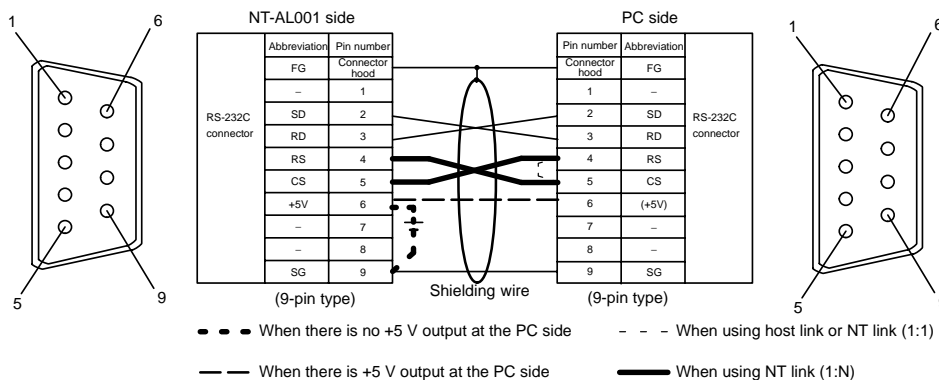 NT-AL001 side
PC side
1
6
1
6
Abbreviation Pin number
Pin number Abbreviation
FG Connector hood
Connector hood FG
– 1
1 –
SD 2
2 SD
RS-232C connector
RS-232C connector
RD 3
3 RD
RS 4
4 RS
CS 5
5 CS
+5V 6
6 (+5V)
– 7
7 –
– 8
8 –
SG 9
9 SG
5
9
5
(9-pin type)
Shielding wire
(9-pin type)
When there is no +5 V output at the PC side
When using host link or NT link (1:1)
When there is +5 V output at the PC side
When using NT link (1:N)